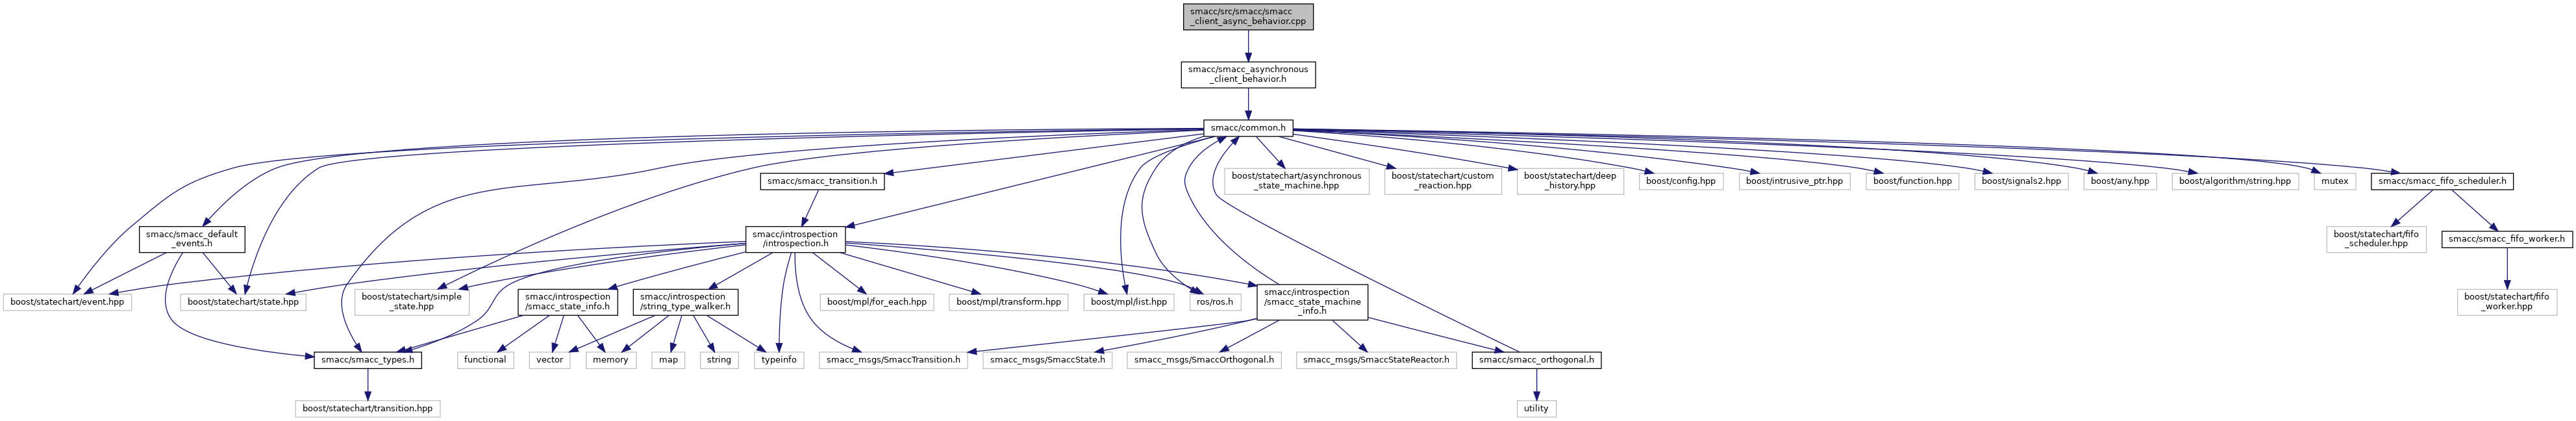 smacc/src/smacc/smacc
_client_async_behavior.cpp
smacc/smacc_asynchronous
_client_behavior.h
smacc/common.h
smacc/smacc_transition.h
boost/statechart/asynchronous
_state_machine.hpp
boost/statechart/custom
_reaction.hpp
boost/statechart/deep
_history.hpp
boost/config.hpp
boost/intrusive_ptr.hpp
boost/function.hpp
boost/signals2.hpp
boost/any.hpp
boost/algorithm/string.hpp
mutex
smacc/smacc_fifo_scheduler.h
smacc/smacc_default
_events.h
smacc/introspection
/introspection.h
boost/statechart/fifo
_scheduler.hpp
smacc/smacc_fifo_worker.h
boost/statechart/event.hpp
boost/statechart/state.hpp
boost/statechart/simple
_state.hpp
smacc/introspection
/smacc_state_info.h
smacc/introspection
/string_type_walker.h
boost/mpl/for_each.hpp
boost/mpl/transform.hpp
boost/mpl/list.hpp
ros/ros.h
smacc/introspection
/smacc_state_machine
_info.h
boost/statechart/fifo
_worker.hpp
smacc/smacc_types.h
functional
vector
memory
map
string
typeinfo
smacc_msgs/SmaccTransition.h
smacc_msgs/SmaccState.h
smacc_msgs/SmaccOrthogonal.h
smacc_msgs/SmaccStateReactor.h
smacc/smacc_orthogonal.h
boost/statechart/transition.hpp
utility